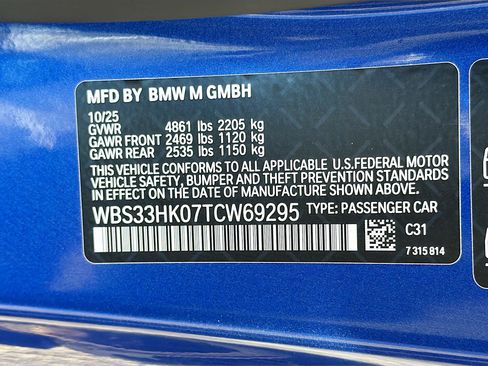 MFD BY BMW M GMBH
10/25
GVWR 4861 lbs 2205 kg
GAWR FRONT 2469 lbs 1120 kg
GAWR REAR 2535 lbs 1150 kg
THIS VEHICLE CONFORMS TO ALL APPLICABLE U.S.FEDERAL MOTOR
VEHICLE SAFETY, BUMPER AND THEFT PREVENTION STANDARDS
IN EFFECT ON THE DATE OF MANUFACTURE SHOWN ABOVE.
WBS33HK07TCW69295 TYPE: PASSENGER CAR
C31
7 315 814